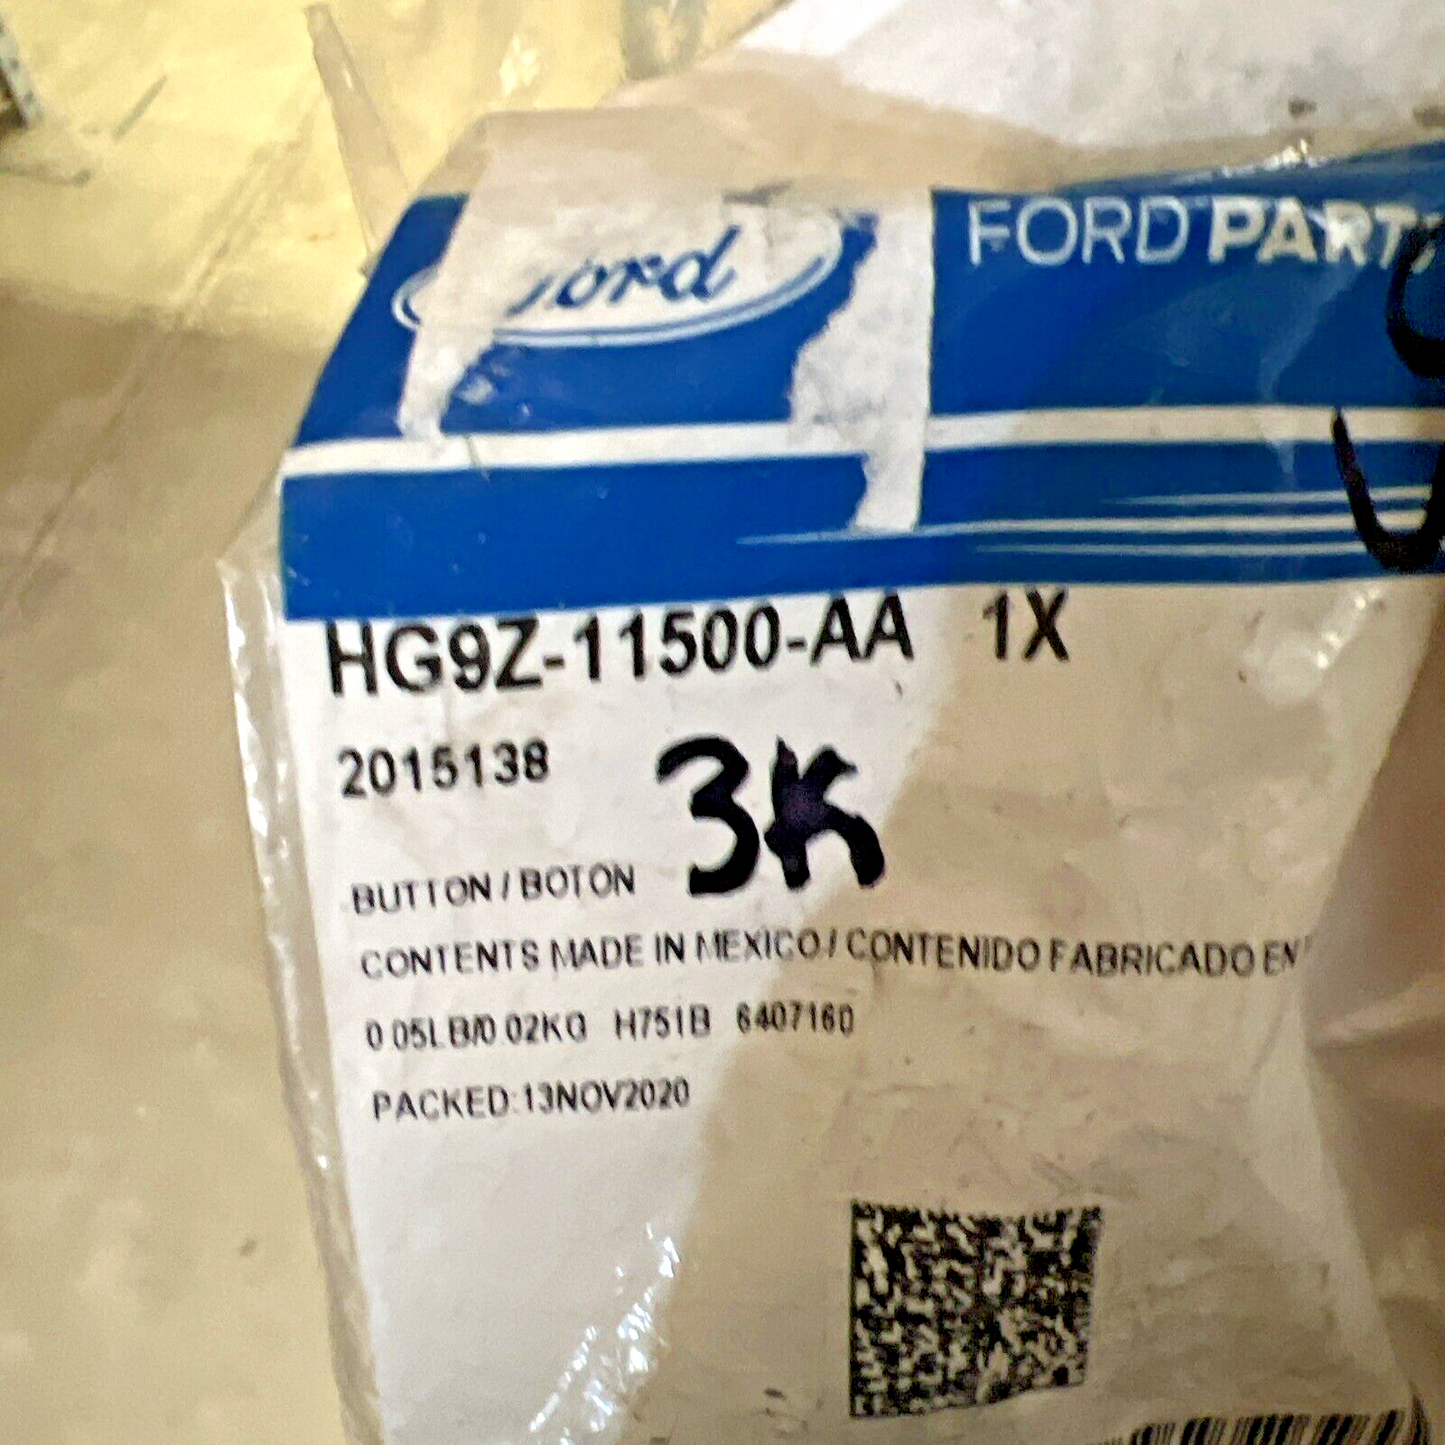 Ford
FORD PARTS
HG9Z-11500-AA 1X
2015138
3K
BUTTON / BOTON
CONTENTS MADE IN MEXICO / CONTENIDO FABRICADO EN
0.05LB/0.02KG H751B 6407160
PACKED:13NOV2020